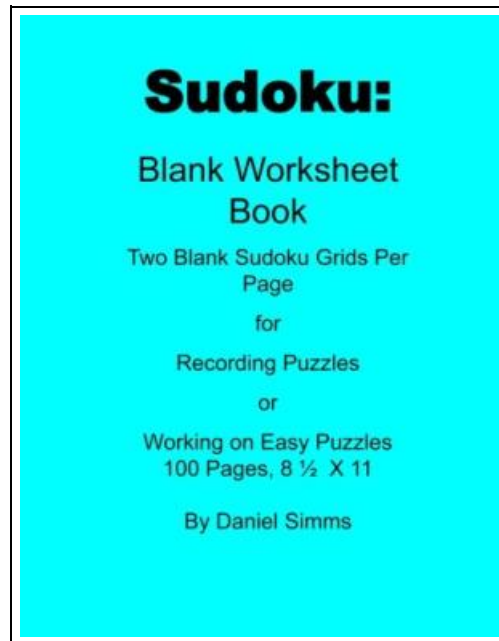 Sudoku:
Blank Worksheet
Book
Two Blank Sudoku Grids Per
Page
for
Recording Puzzles
or
Working on Easy Puzzles
100 Pages, 8 ½ X 11
By Daniel Simms